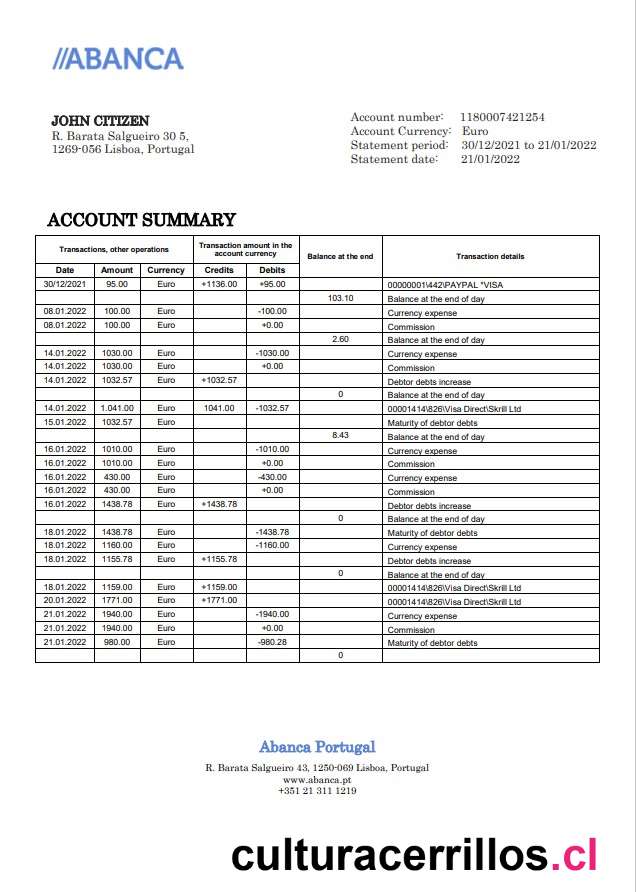 //ABANCA
JOHN CITIZEN
R. Barata Salgueiro 30 5,
1269-056 Lisboa, Portugal
Account number: 1180007421254
Account Currency: Euro
Statement period: 30/12/2021 to 21/01/2022
Statement date: 21/01/2022
ACCOUNT SUMMARY
Transactions, other operations Transaction amount in the account currency Balance at the end Transaction details
Date Amount Currency Credits Debits
30/12/2021 95.00 Euro +1136.00 +95.00 00000001\442\PAYPAL *VISA
103.10 Balance at the end of day
08.01.2022 100.00 Euro -100.00 Currency expense
08.01.2022 100.00 Euro +0.00 Commission
2.60 Balance at the end of day
14.01.2022 1030.00 Euro -1030.00 Currency expense
14.01.2022 1030.00 Euro +0.00 Commission
14.01.2022 1032.57 Euro +1032.57 Debtor debts increase
0 Balance at the end of day
14.01.2022 1.041.00 Euro 1041.00 -1032.57 00001414\826\Visa Direct\Skrill Ltd
15.01.2022 1032.57 Euro Maturity of debtor debts
8.43 Balance at the end of day
16.01.2022 1010.00 Euro -1010.00 Currency expense
16.01.2022 1010.00 Euro +0.00 Commission
16.01.2022 430.00 Euro -430.00 Currency expense
16.01.2022 430.00 Euro +0.00 Commission
16.01.2022 1438.78 Euro +1438.78 Debtor debts increase
0 Balance at the end of day
18.01.2022 1438.78 Euro -1438.78 Maturity of debtor debts
18.01.2022 1160.00 Euro -1160.00 Currency expense
18.01.2022 1155.78 Euro +1155.78 Debtor debts increase
0 Balance at the end of day
18.01.2022 1159.00 Euro +1159.00 00001414\826\Visa Direct\Skrill Ltd
20.01.2022 1771.00 Euro +1771.00 00001414\826\Visa Direct\Skrill Ltd
21.01.2022 1940.00 Euro -1940.00 Currency expense
21.01.2022 1940.00 Euro +0.00 Commission
21.01.2022 980.00 Euro -980.28 Maturity of debtor debts
0
Abanca Portugal
R. Barata Salgueiro 43, 1250-069 Lisboa, Portugal
www.abanca.pt
+351 21 311 1219
culturacerrillos.cl